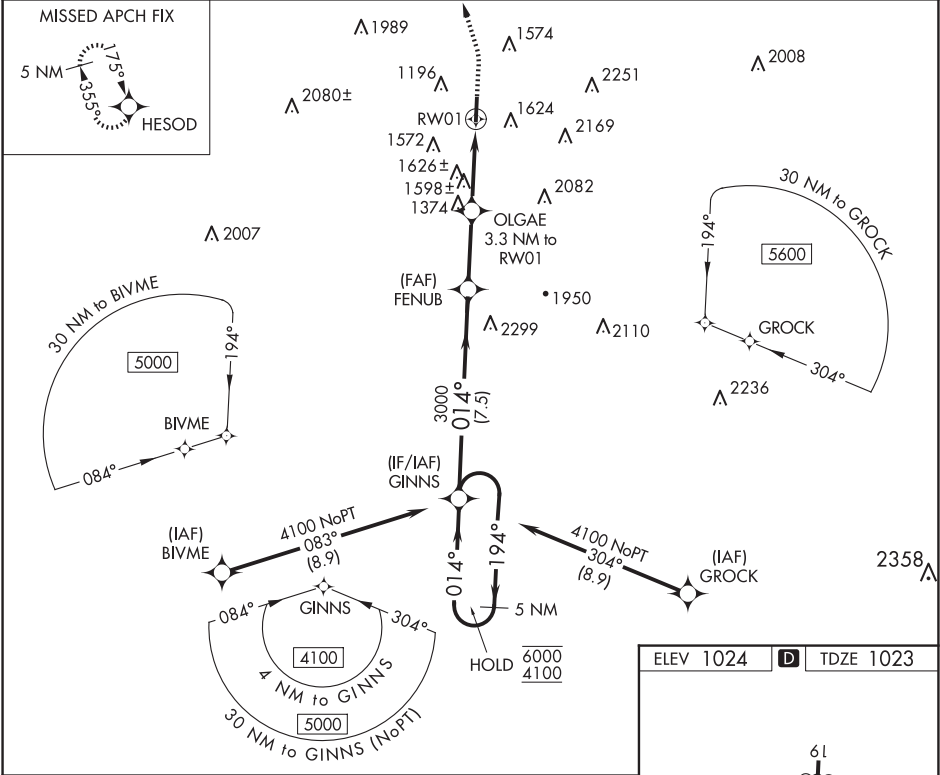 MISSED APCH FIX
5 NM
175°
355°
HESOD
1989
1574
2008
1196
2251
2080±
RW01
1624
2169
1572
1626±
1598±
1374
2082
OLGAE
3.3 NM to
RW01
2007
30 NM to GROCK
194°
5600
GROCK
304°
(FAF)
FENUB
1950
2299
2110
2236
30 NM to BIVME
194°
5000
BIVME
084°
3000
014°
(7.5)
(IF/IAF)
GINNS
4100 NoPT
083°
(8.9)
(IAF)
BIVME
4100 NoPT
304°
(8.9)
(IAF)
GROCK
2358
014°
194°
5 NM
HOLD
6000
4100
084°
GINNS
304°
4100
4 NM to GINNS
5000
30 NM to GINNS (NoPT)
ELEV 1024 D TDZE 1023
19